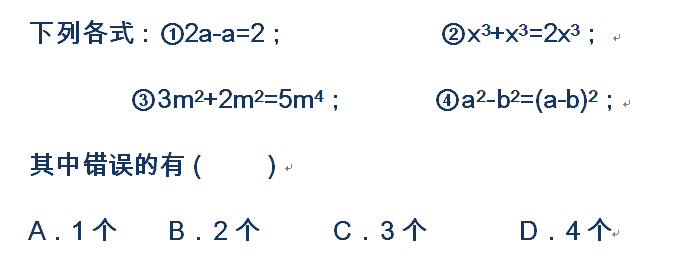 下列各式：①2a-a=2； ②x³+x³=2x³；
③3m²+2m²=5m⁴； ④a²-b²=(a-b)²；
其中错误的有 ( )
A．1个 B．2个 C．3个 D．4个